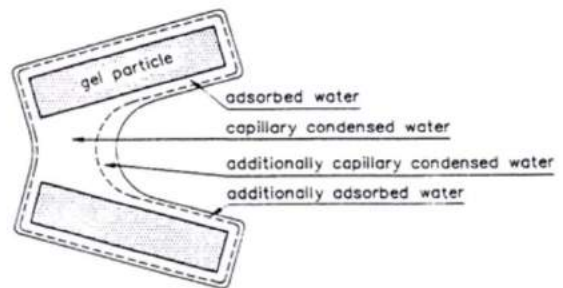 gel particle
adsorbed water
capillary condensed water
additionally capillary condensed water
additionally adsorbed water